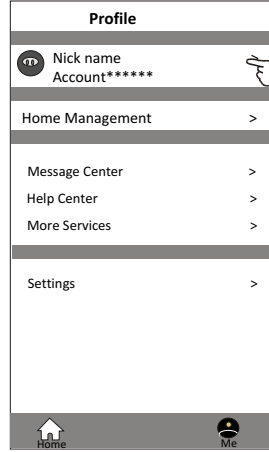 Profile
Nick name
Account******
Home Management >
Message Center >
Help Center >
More Services >
Settings >
Home Me